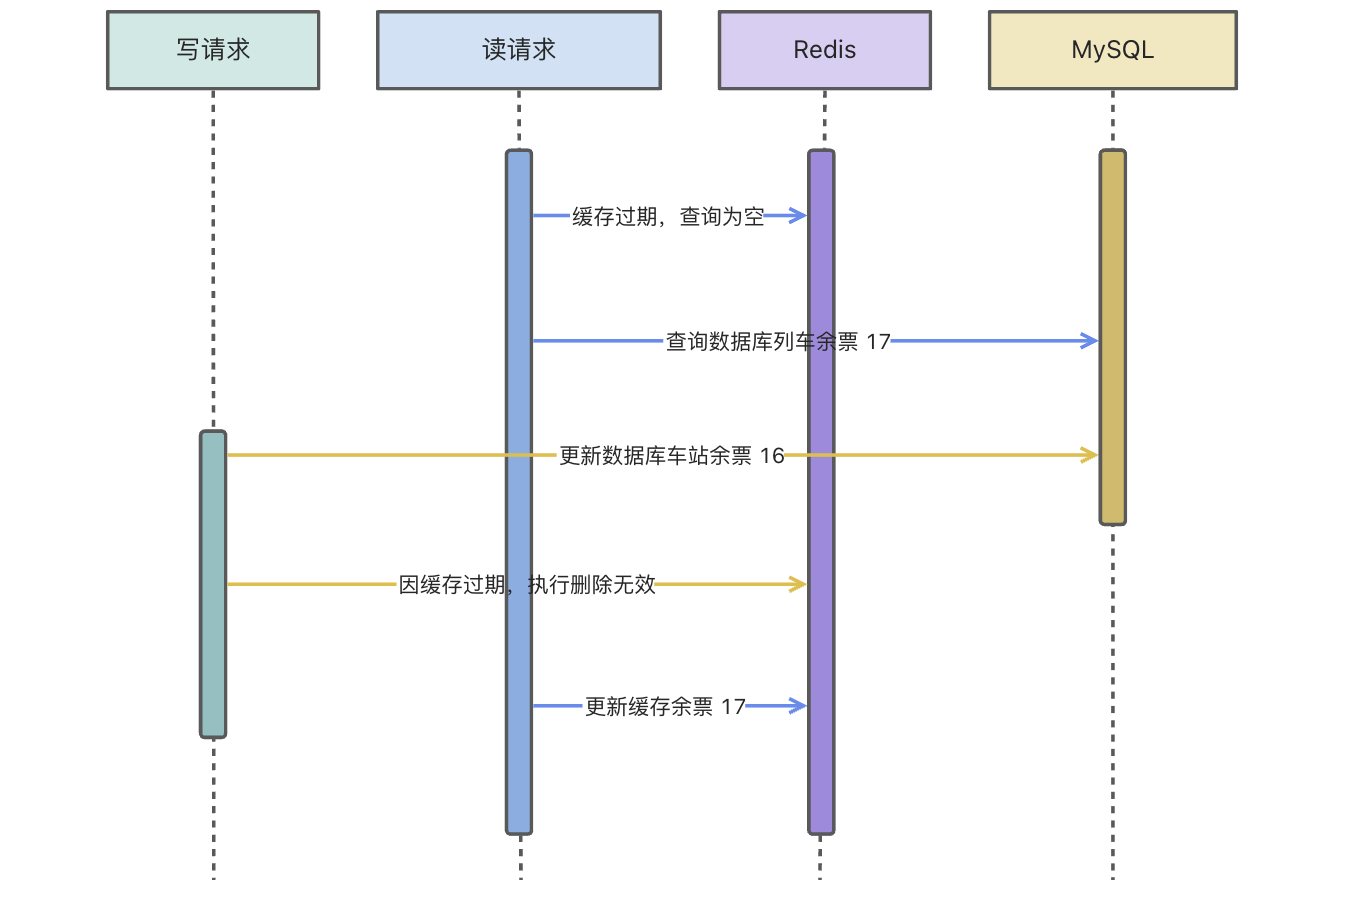 写请求
读请求
Redis
MySQL
缓存过期，查询为空
查询数据库列车余票 17
更新数据库车站余票 16
因缓存过期，执行删除无效
更新缓存余票 17